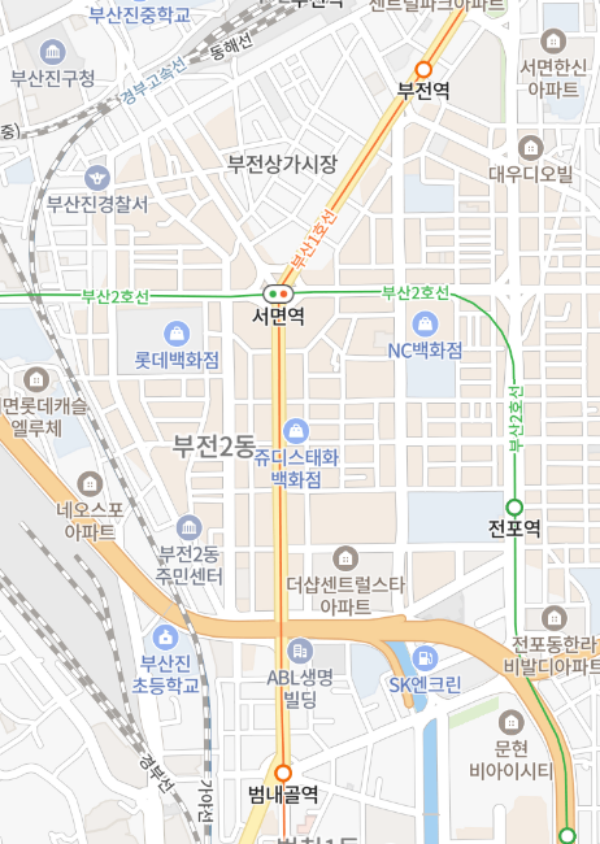 부산진중학교
센트럴파크아파트
동해선
부산진구청
경부고속선
서면한신
아파트
부전역
중)
부전상가시장
대우디오빌
부산진경찰서
부산1호선
부산2호선
부산2호선
서면역
롯데백화점
NC백화점
면롯데캐슬
엘루체
부산2호선
부전2동
쥬디스태화
백화점
네오스포
아파트
전포역
부전2동
주민센터
더샵센트럴스타
아파트
전포동한라
비발디아파트
부산진
초등학교
ABL생명
빌딩
SK엔크린
문현
비아이시티
경부선
가야선
범내골역